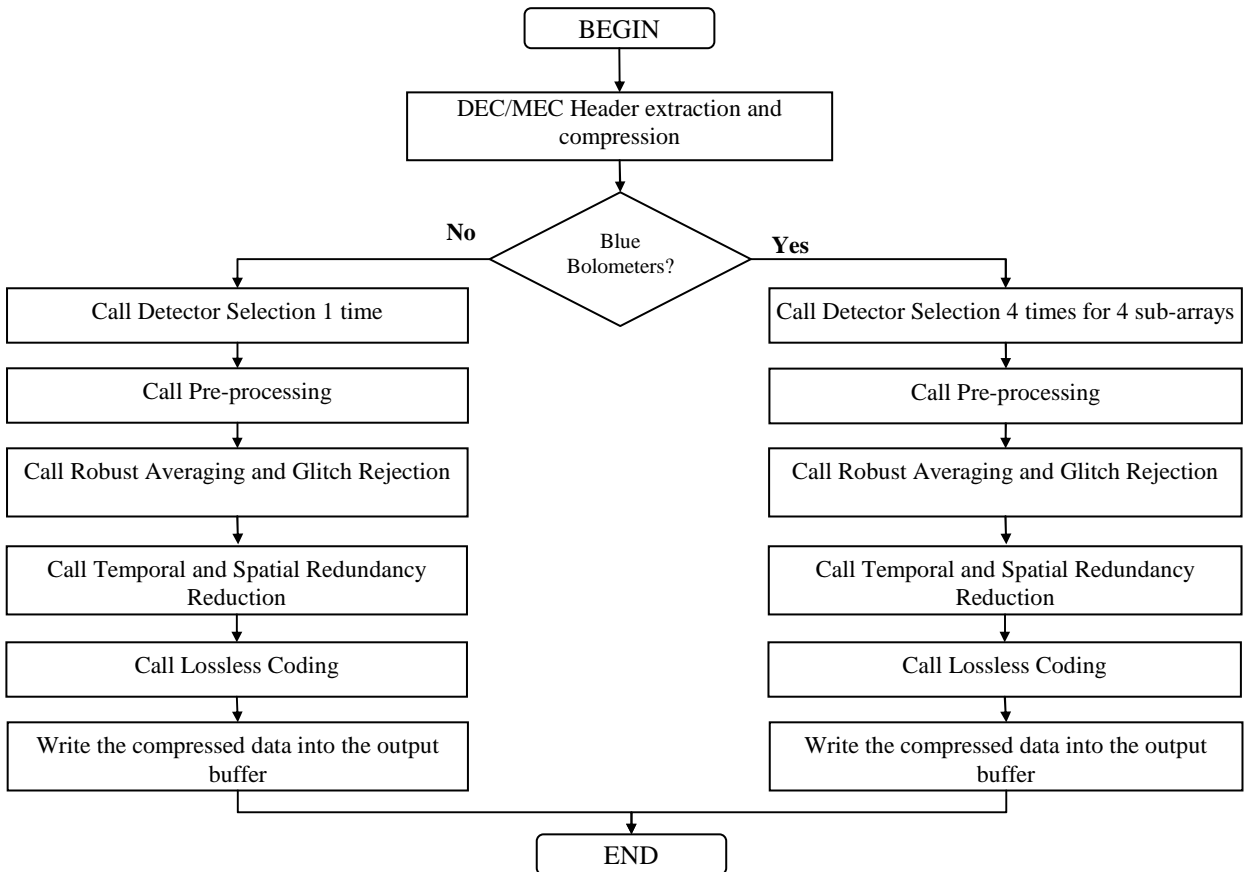 BEGIN
DEC/MEC Header extraction and
compression
Blue
Bolometers?
No
Call Detector Selection 1 time
Call Pre-processing
Call Robust Averaging and Glitch Rejection
Call Temporal and Spatial Redundancy
Reduction
Call Lossless Coding
Write the compressed data into the output
buffer
Yes
Call Detector Selection 4 times for 4 sub-arrays
Call Pre-processing
Call Robust Averaging and Glitch Rejection
Call Temporal and Spatial Redundancy
Reduction
Call Lossless Coding
Write the compressed data into the output
buffer
END